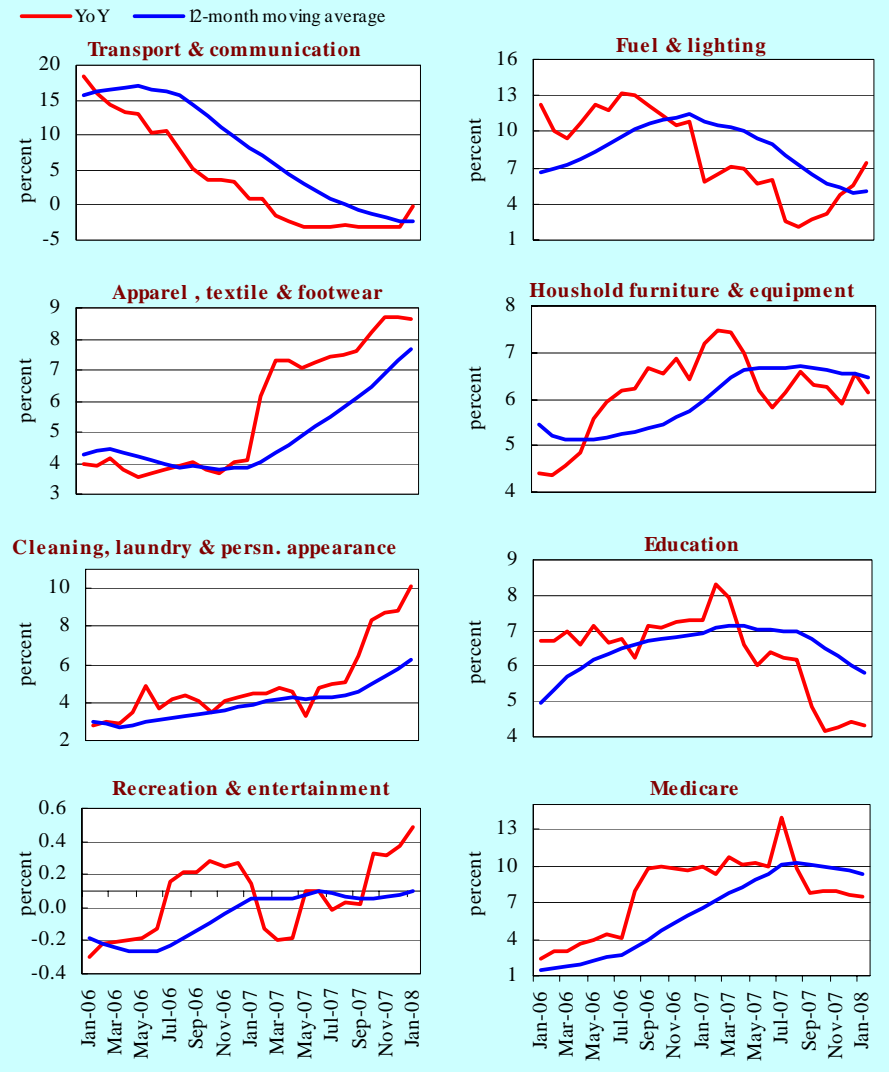 YoY 12-month moving average
Transport & communication
percent
20
15
10
5
0
-5
Fuel & lighting
percent
16
13
10
7
4
1
Apparel , textile & footwear
percent
9
8
7
6
5
4
3
Houshold furniture & equipment
percent
8
7
6
5
4
Cleaning, laundry & persn. appearance
percent
10
8
6
4
2
Education
percent
9
8
7
6
5
4
Recreation & entertainment
percent
0.6
0.4
0.2
0.0
-0.2
-0.4
Jan-06
Mar-06
May-06
Jul-06
Sep-06
Nov-06
Jan-07
Mar-07
May-07
Jul-07
Sep-07
Nov-07
Jan-08
Medicare
percent
13
10
7
4
1
Jan-06
Mar-06
May-06
Jul-06
Sep-06
Nov-06
Jan-07
Mar-07
May-07
Jul-07
Sep-07
Nov-07
Jan-08